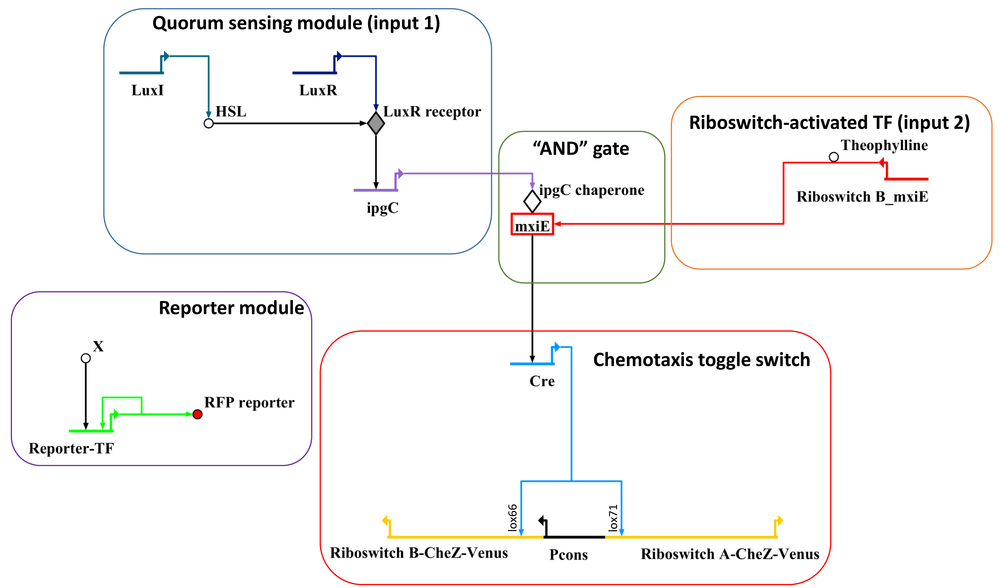 Quorum sensing module (input 1)
LuxI
LuxR
HSL
LuxR receptor
ipgC
“AND” gate
ipgC chaperone
mxiE
Riboswitch-activated TF (input 2)
Theophylline
Riboswitch B_mxiE
Reporter module
X
RFP reporter
Reporter-TF
Chemotaxis toggle switch
Cre
lox66
lox71
Riboswitch B-CheZ-Venus
Pcons
Riboswitch A-CheZ-Venus